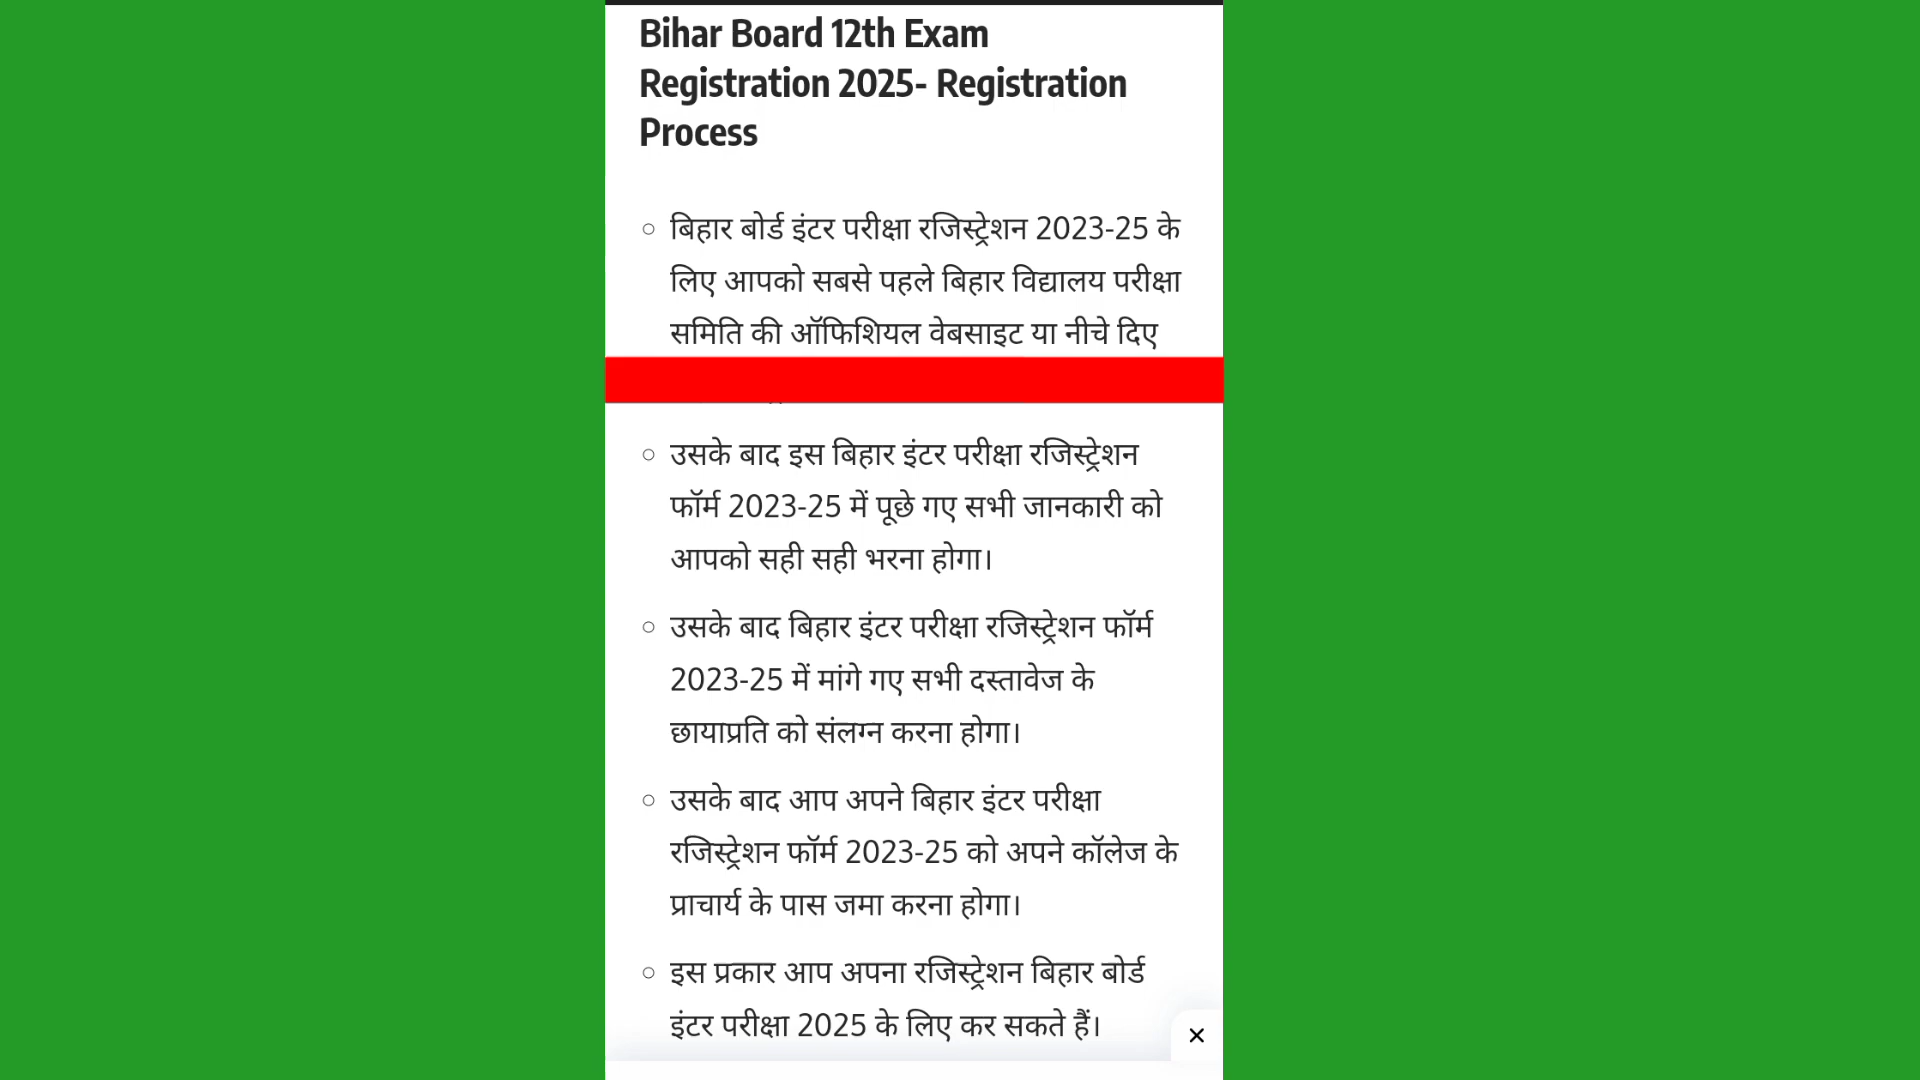 Bihar Board 12th Exam
Registration 2025- Registration
Process
बिहार बोर्ड इंटर परीक्षा रजिस्ट्रेशन 2023-25 के
लिए आपको सबसे पहले बिहार विद्यालय परीक्षा
समिति की ऑफिशियल वेबसाइट या नीचे दिए
उसके बाद इस बिहार इंटर परीक्षा रजिस्ट्रेशन
फॉर्म 2023-25 में पूछे गए सभी जानकारी को
आपको सही सही भरना होगा।
उसके बाद बिहार इंटर परीक्षा रजिस्ट्रेशन फॉर्म
2023-25 में मांगे गए सभी दस्तावेज के
छायाप्रति को संलग्न करना होगा।
उसके बाद आप अपने बिहार इंटर परीक्षा
रजिस्ट्रेशन फॉर्म 2023-25 को अपने कॉलेज के
प्राचार्य के पास जमा करना होगा।
इस प्रकार आप अपना रजिस्ट्रेशन बिहार बोर्ड
इंटर परीक्षा 2025 के लिए कर सकते हैं।